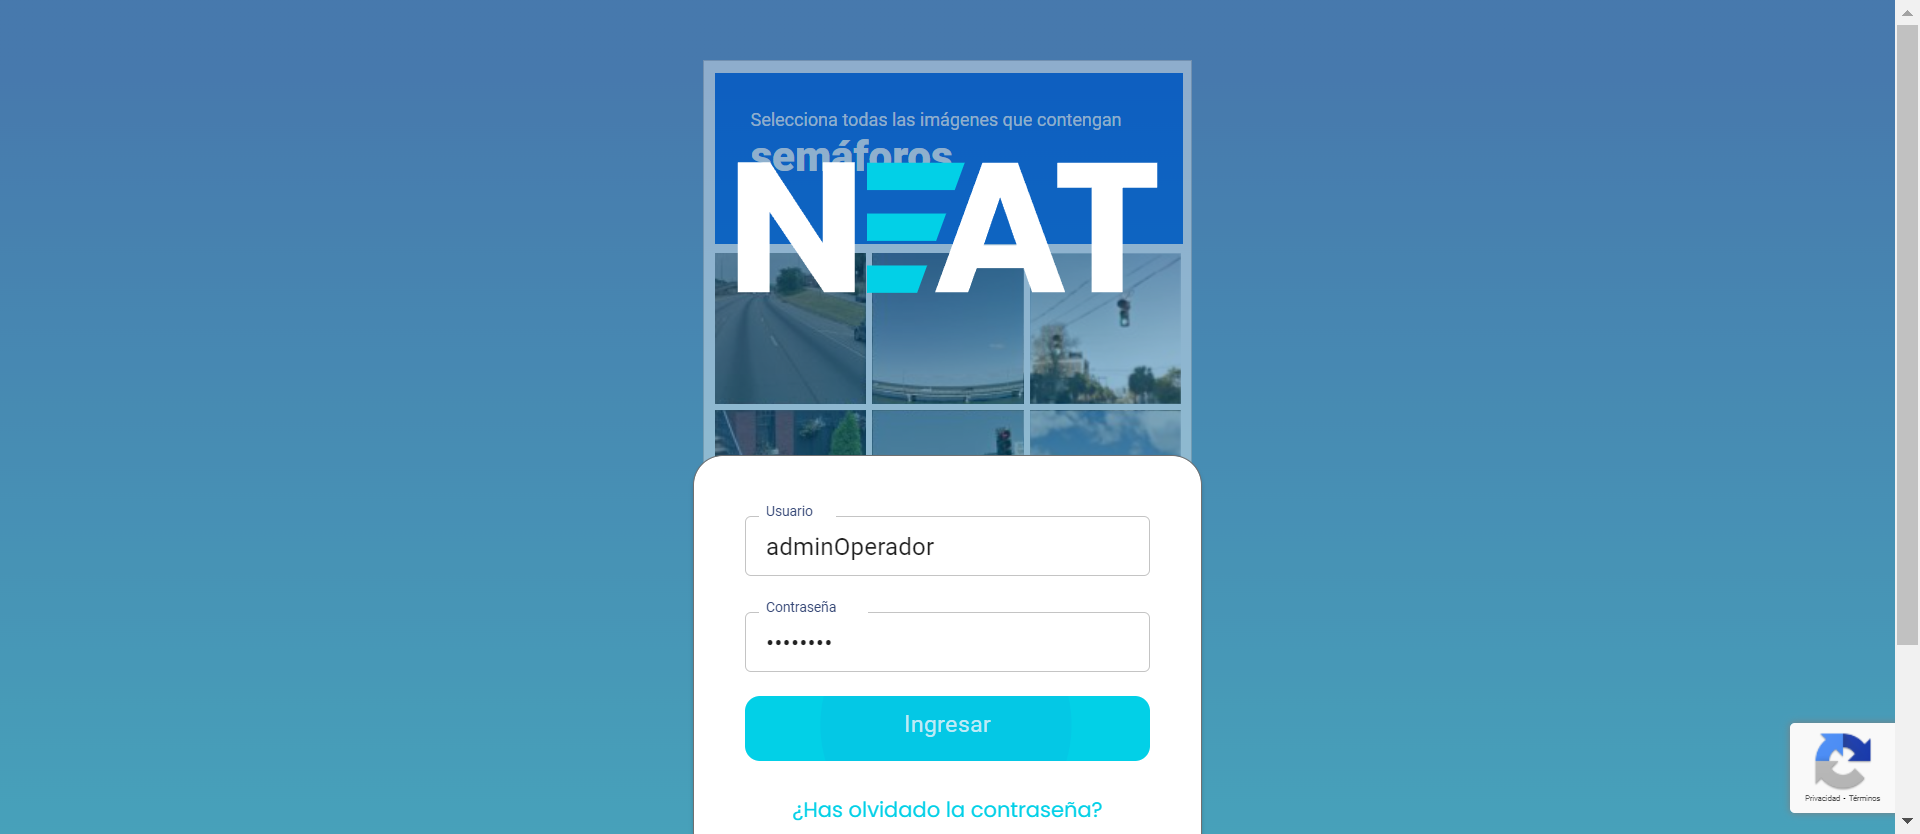 Selecciona todas las imágenes que contengan
semáforos
NEAT
Usuario
adminOperador
Contraseña
••••••••
Ingresar
¿Has olvidado la contraseña?
Privacidad - Términos